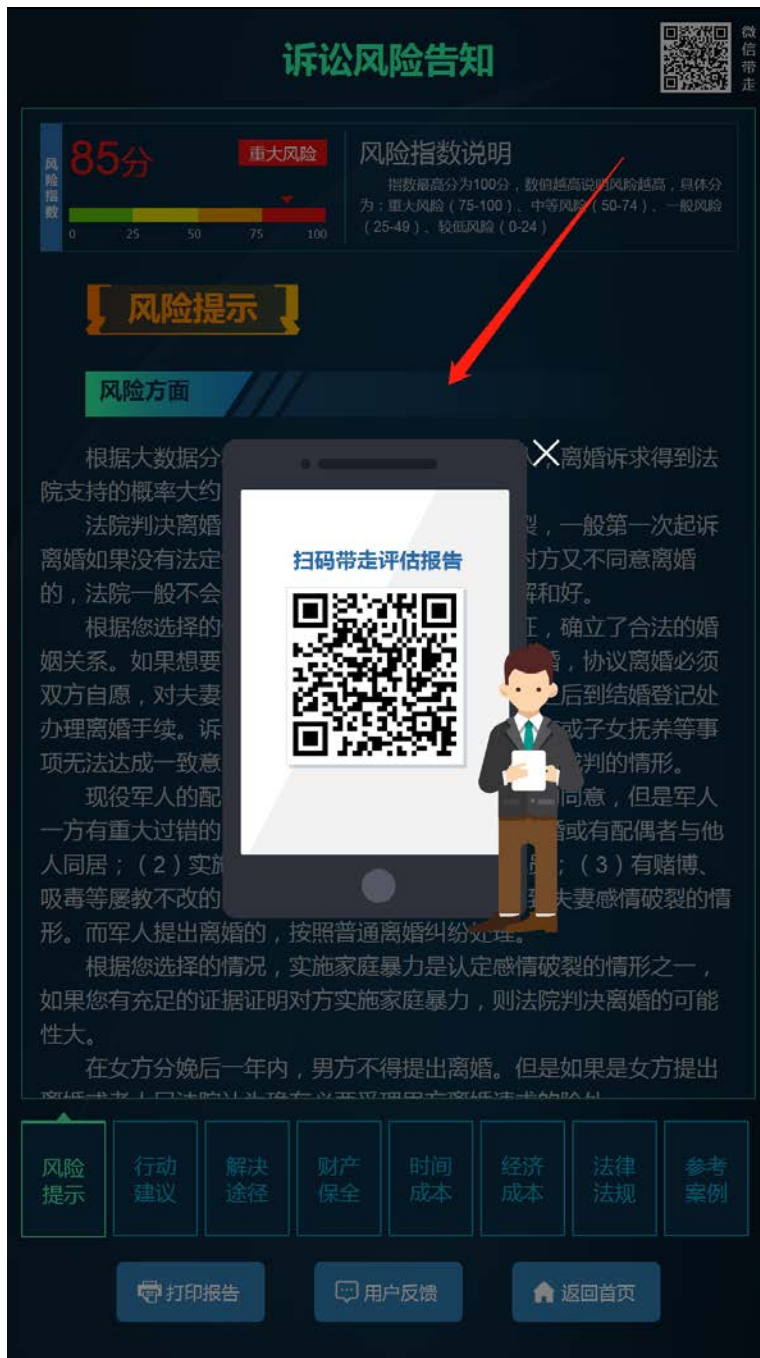 诉讼风险告知
微信带走
风险指数
85分
重大风险
0 25 50 75 100
风险指数说明
指数最高分为100分，数值越高说明风险越高，具体分
为：重大风险（75-100）、中等风险（50-74）、一般风险
（25-49）、较低风险（0-24）
风险提示
风险方面
根据大数据分 ，离婚诉求得到法
院支持的概率大约
法院判决离婚 裂，一般第一次起诉
离婚如果没有法定 对方又不同意离婚
的，法院一般不会 解和好。
根据您选择的 证，确立了合法的婚
姻关系。如果想要 ，协议离婚必须
双方自愿，对夫妻 后到结婚登记处
办理离婚手续。诉 或子女抚养等事
项无法达成一致意 判的情形。
现役军人的配 同意，但是军人
一方有重大过错的 婚或有配偶者与他
人同居；（2）实施 ；（3）有赌博、
吸毒等屡教不改的 夫妻感情破裂的情
形。而军人提出离婚的，按照普通离婚纠纷处理。
根据您选择的情况，实施家庭暴力是认定感情破裂的情形之一，
如果您有充足的证据证明对方实施家庭暴力，则法院判决离婚的可能
性大。
在女方分娩后一年内，男方不得提出离婚。但是如果是女方提出
扫码带走评估报告
风险提示
行动建议
解决途径
财产保全
时间成本
经济成本
法律法规
参考案例
打印报告
用户反馈
返回首页